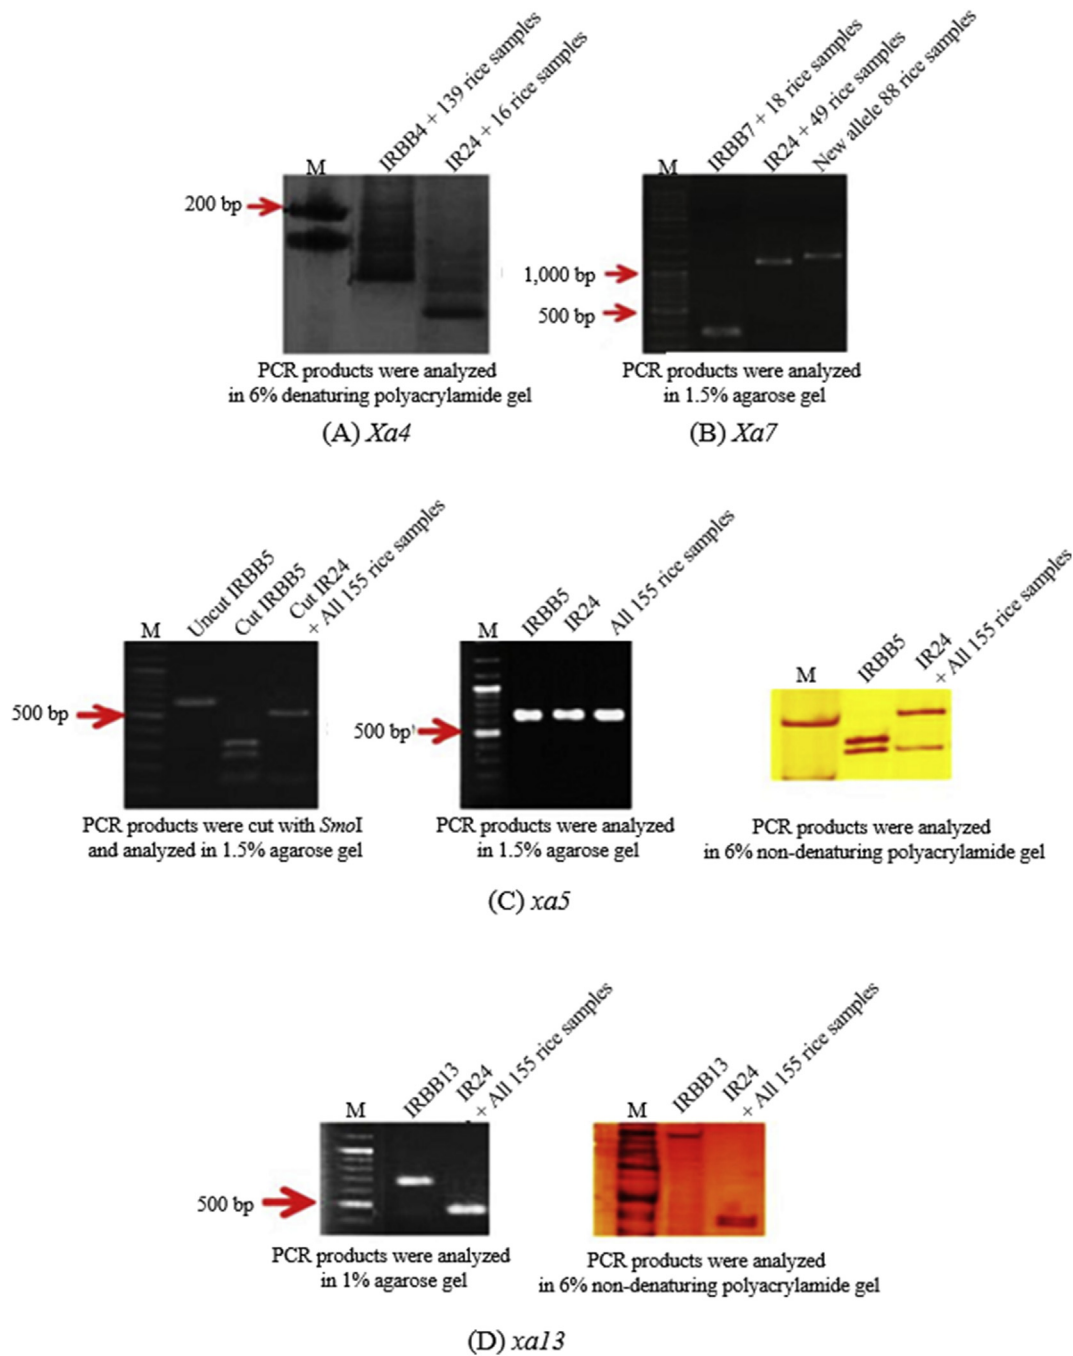 M
IRBB4 + 139 rice samples
IR24 + 16 rice samples
200 bp
PCR products were analyzed
in 6% denaturing polyacrylamide gel
(A) Xa4
M
IRBB7 + 18 rice samples
IR24 + 49 rice samples
New allele 88 rice samples
1,000 bp
500 bp
PCR products were analyzed
in 1.5% agarose gel
(B) Xa7
M
Uncut IRBB5
Cut IRBB5
Cut IR24
+ All 155 rice samples
500 bp
PCR products were cut with SmoI
and analyzed in 1.5% agarose gel
M
IRBB5
IR24
All 155 rice samples
500 bp
PCR products were analyzed
in 1.5% agarose gel
M
IRBB5
IR24
+ All 155 rice samples
PCR products were analyzed
in 6% non-denaturing polyacrylamide gel
(C) xa5
M
IRBB13
IR24
+ All 155 rice samples
500 bp
PCR products were analyzed
in 1% agarose gel
M
IRBB13
IR24
+ All 155 rice samples
PCR products were analyzed
in 6% non-denaturing polyacrylamide gel
(D) xa13